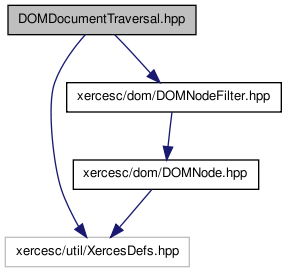 DOMDocumentTraversal.hpp
xercesc/dom/DOMNodeFilter.hpp
xercesc/dom/DOMNode.hpp
xercesc/util/XercesDefs.hpp